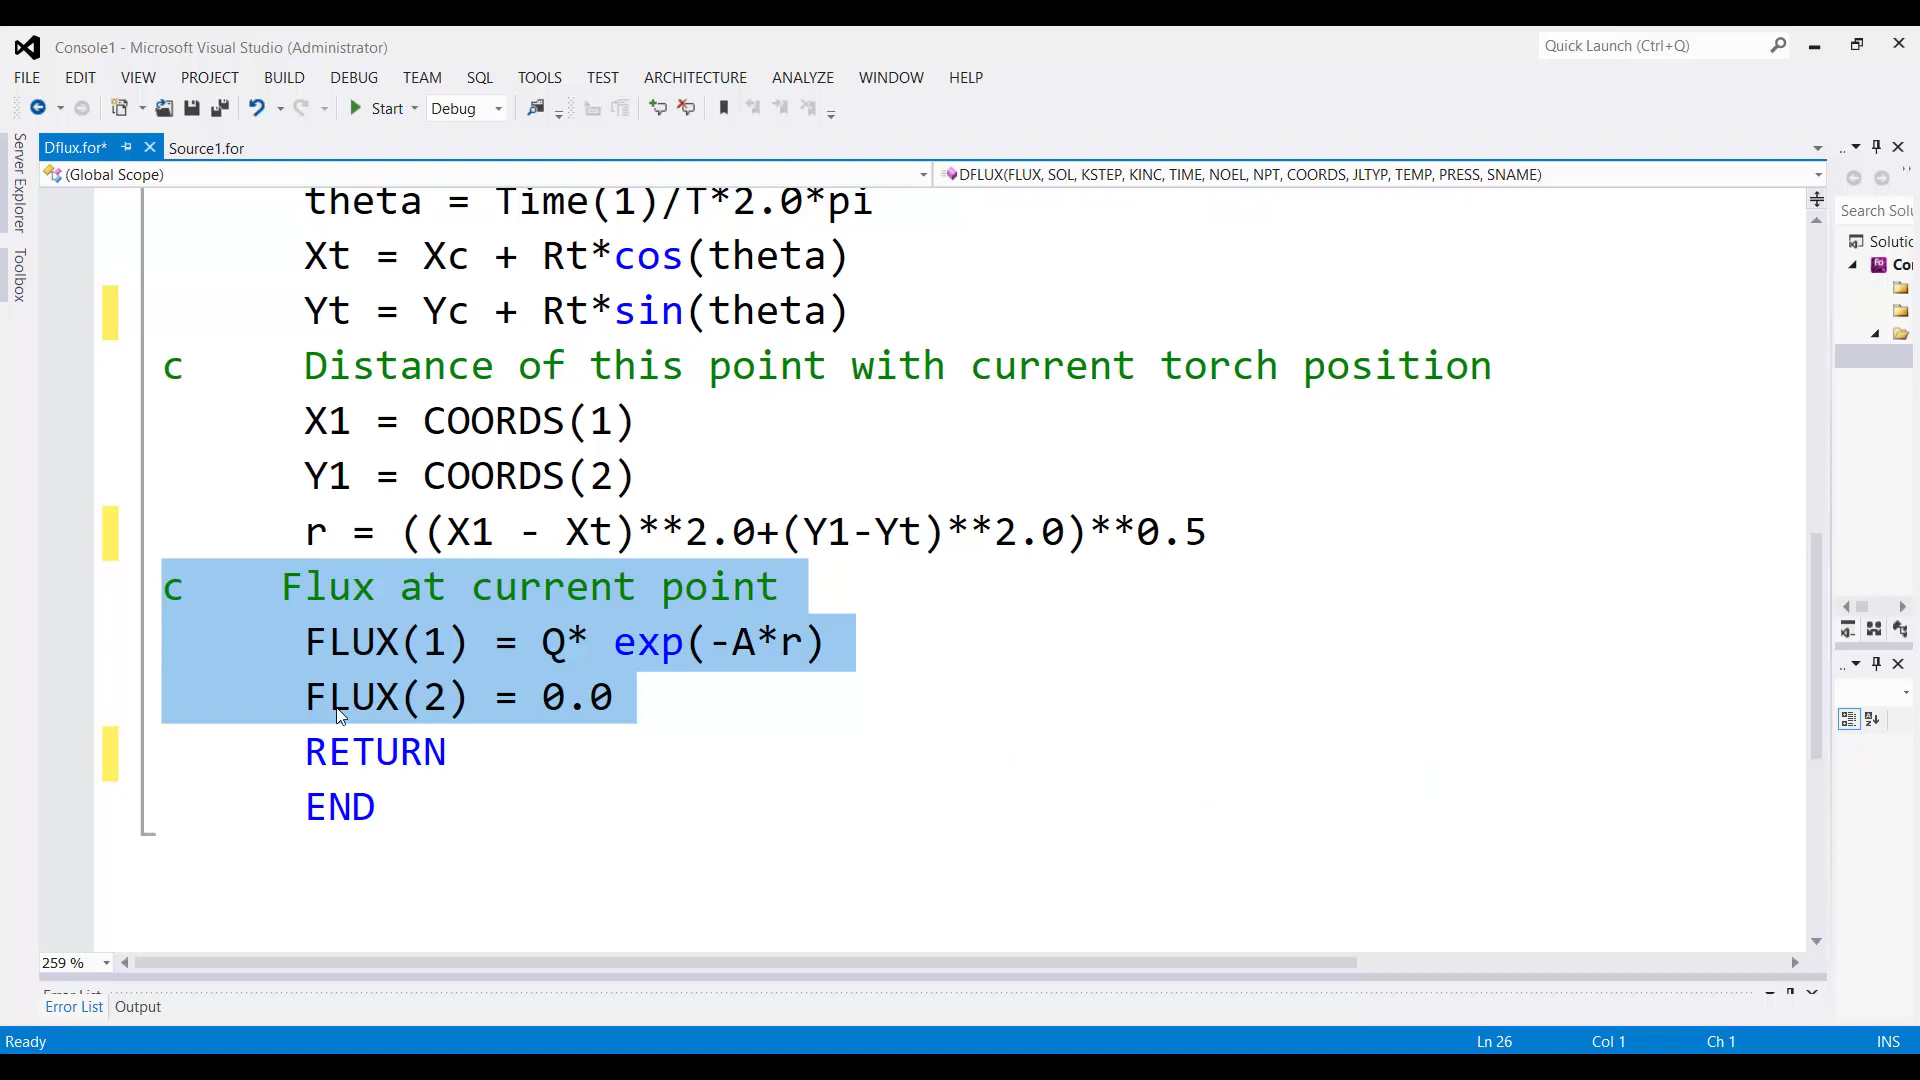 Console1 - Microsoft Visual Studio (Administrator)
Quick Launch (Ctrl+Q)
FILE EDIT VIEW PROJECT BUILD DEBUG TEAM SQL TOOLS TEST ARCHITECTURE ANALYZE WINDOW HELP
Start Debug
Server Explorer
Toolbox
Dflux.for* Source1.for
(Global Scope) DFLUX(FLUX, SOL, KSTEP, KINC, TIME, NOEL, NPT, COORDS, JLTYP, TEMP, PRESS, SNAME)
theta = Time(1)/T*2.0*pi
Xt = Xc + Rt*cos(theta)
Yt = Yc + Rt*sin(theta)
c Distance of this point with current torch position
X1 = COORDS(1)
Y1 = COORDS(2)
r = ((X1 - Xt)**2.0+(Y1-Yt)**2.0)**0.5
c Flux at current point
FLUX(1) = Q* exp(-A*r)
FLUX(2) = 0.0
RETURN
END
Search Solu
Solutic
Cor
259 %
Error List
Error List Output
Ready Ln 26 Col 1 Ch 1 INS